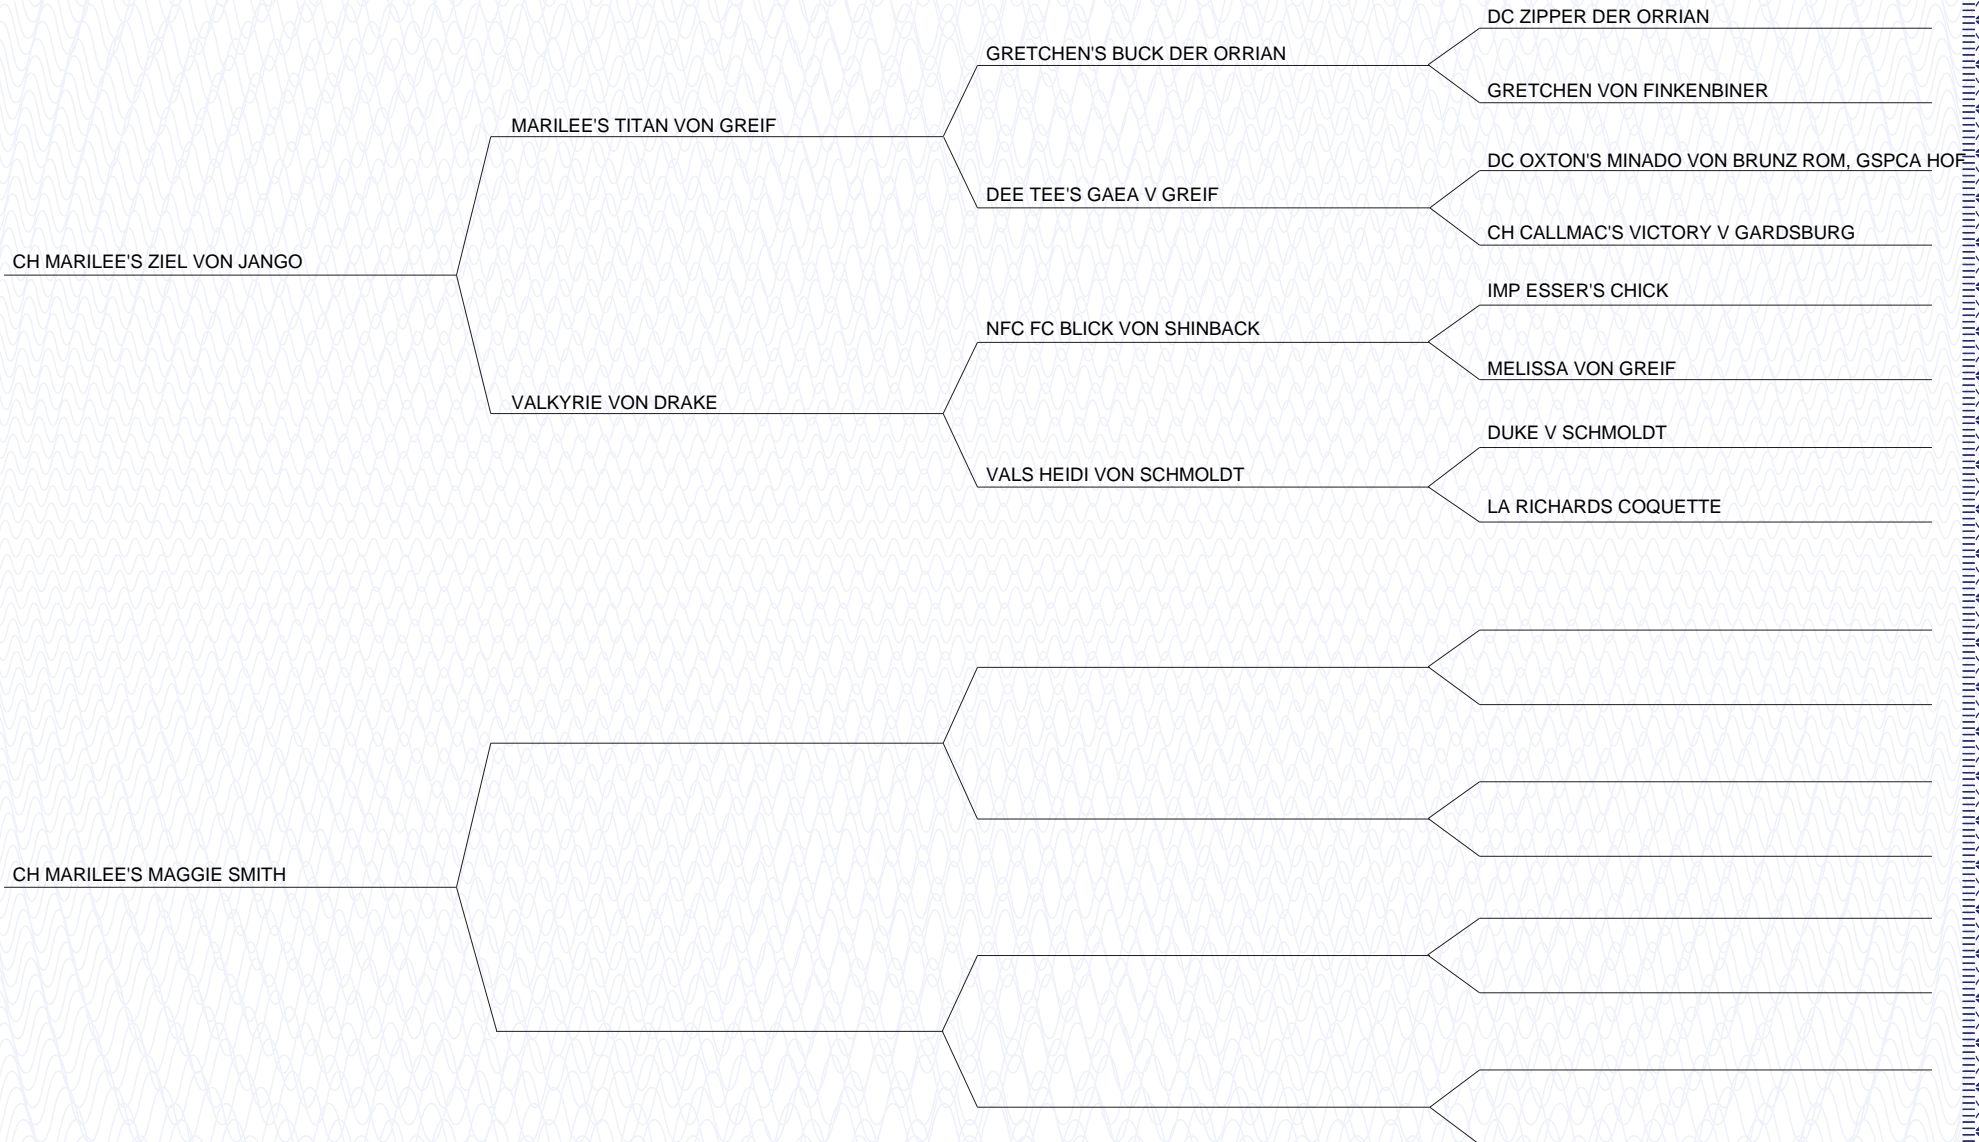 DC ZIPPER DER ORRIAN
GRETCHEN'S BUCK DER ORRIAN
GRETCHEN VON FINKENBINER
MARILEE'S TITAN VON GREIF
DC OXTON'S MINADO VON BRUNZ ROM, GSPCA HOF
DEE TEE'S GAEA V GREIF
CH CALLMAC'S VICTORY V GARDSBURG
CH MARILEE'S ZIEL VON JANGO
IMP ESSER'S CHICK
NFC FC BLICK VON SHINBACK
MELISSA VON GREIF
VALKYRIE VON DRAKE
DUKE V SCHMOLDT
VALS HEIDI VON SCHMOLDT
LA RICHARDS COQUETTE
CH MARILEE'S MAGGIE SMITH